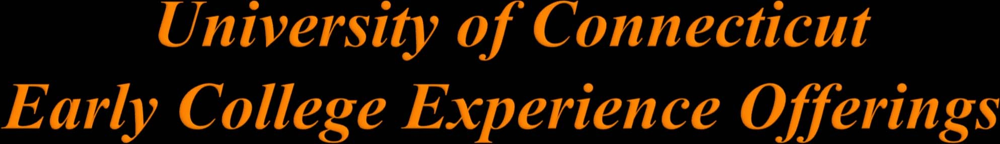 University of Connecticut
Early College Experience Offerings